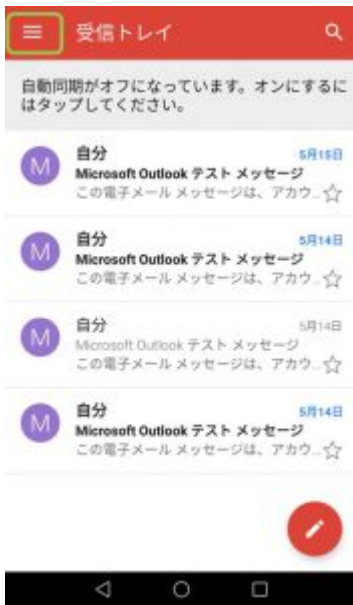 受信トレイ
自動同期がオフになっています。オンにするに
はタップしてください。
M
自分 5月15日
Microsoft Outlook テスト メッセージ
この電子メール メッセージは、アカウ...
M
自分 5月14日
Microsoft Outlook テスト メッセージ
この電子メール メッセージは、アカウ...
M
自分 5月14日
Microsoft Outlook テスト メッセージ
この電子メール メッセージは、アカウ...
M
自分 5月14日
Microsoft Outlook テスト メッセージ
この電子メール メッセージは、アカウ...